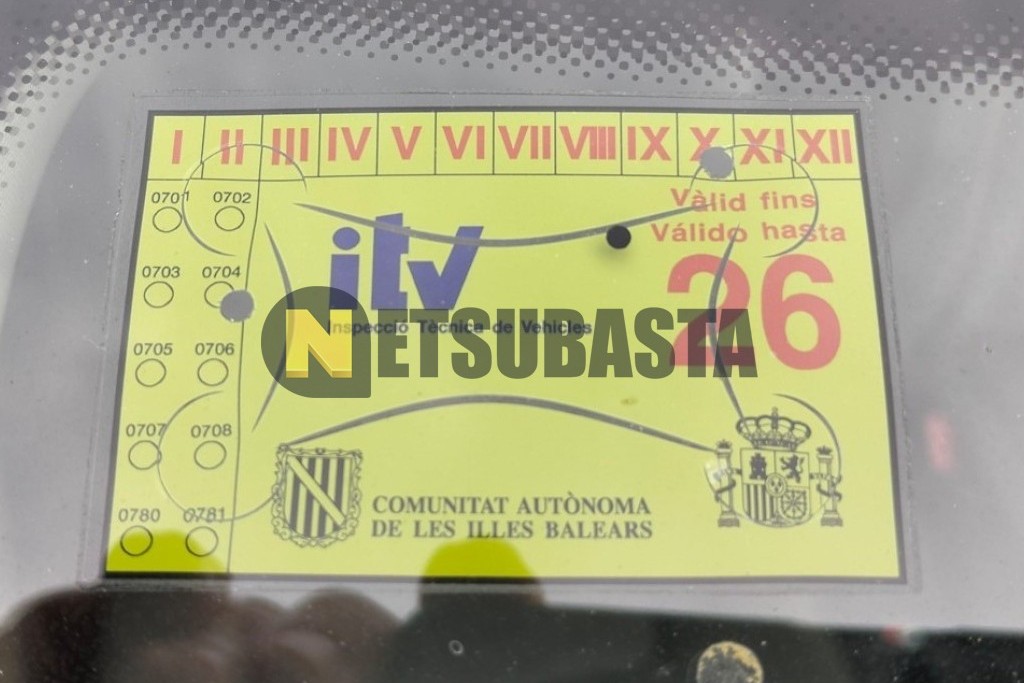 I II III IV V VI VII VIII IX X XI XII
0701 0702
Vàlid fins
Válido hasta
26
itv
Inspecció Tècnica de Vehicles
NETSUBASTA
0703 0704
0705 0706
0707 0708
0780 0781
COMUNITAT AUTÒNOMA
DE LES ILLES BALEARS